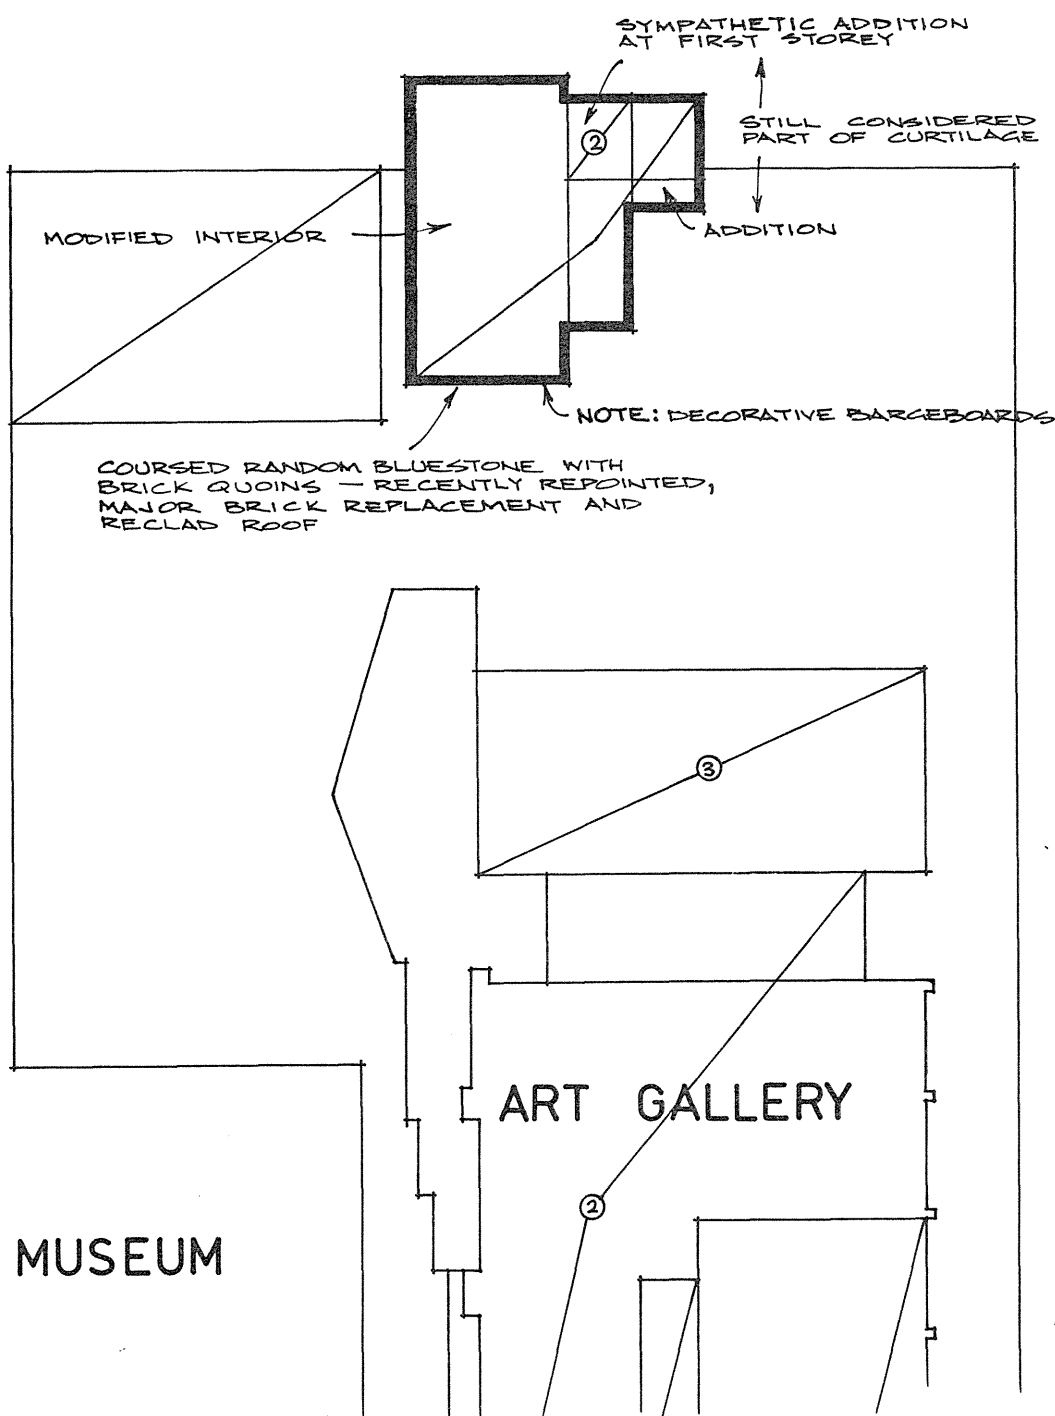 SYMPATHETIC ADDITION
AT FIRST STOREY
STILL CONSIDERED
PART OF CURTILAGE
2
MODIFIED INTERIOR
ADDITION
NOTE: DECORATIVE BARGEBOARDS
COURSED RANDOM BLUESTONE WITH
BRICK QUOINS — RECENTLY REPOINTED,
MAJOR BRICK REPLACEMENT AND
RECLAD ROOF
3
ART GALLERY
2
MUSEUM